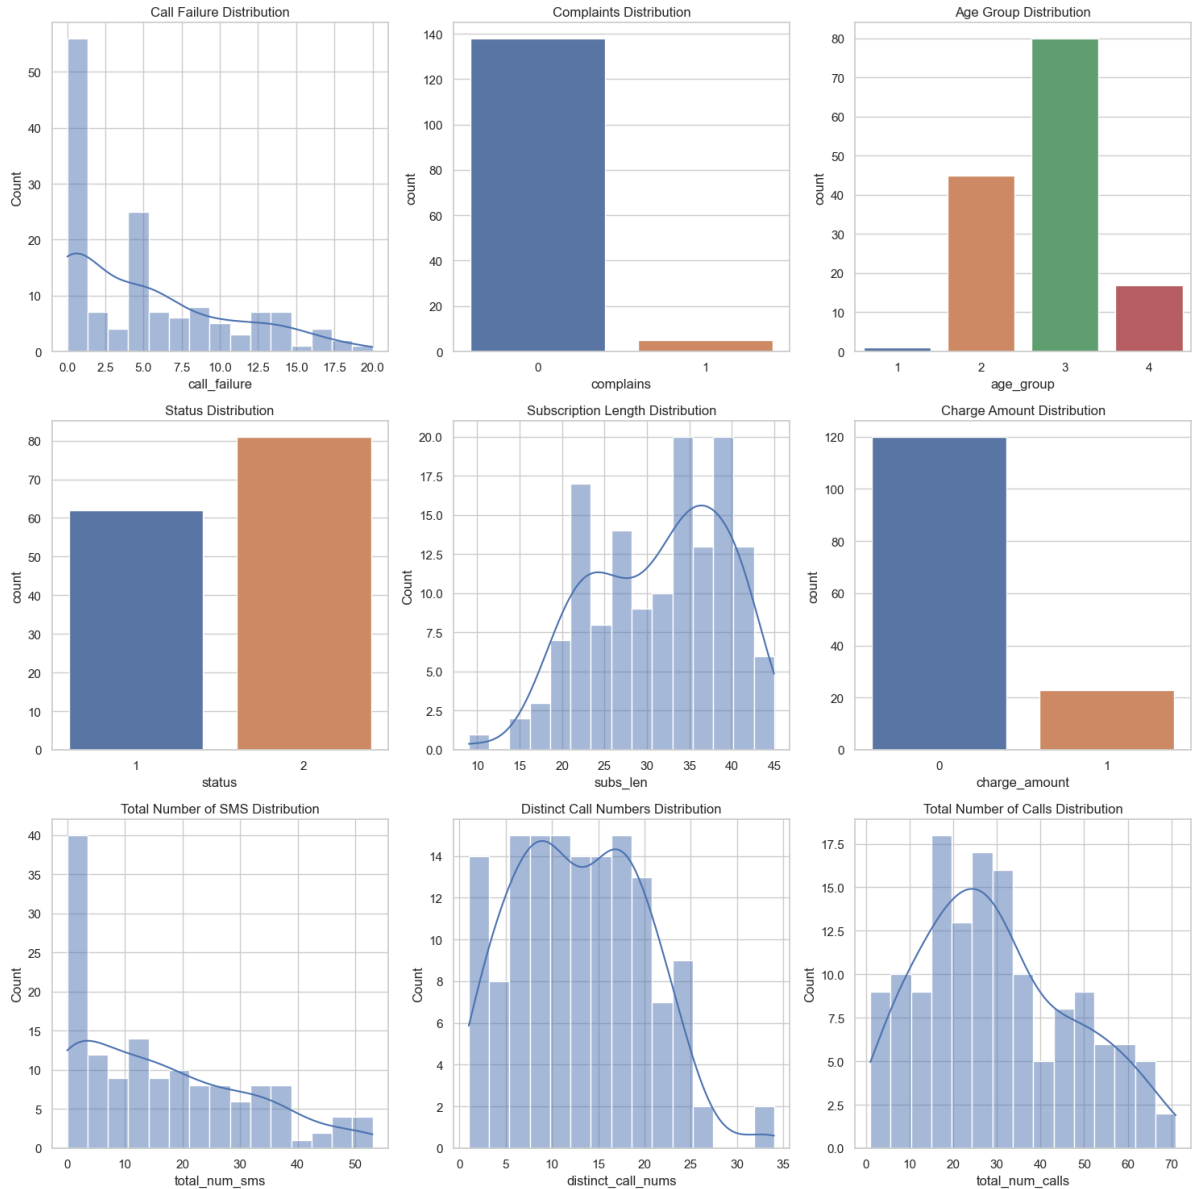 Call Failure Distribution
Count
50
40
30
20
10
0
0.0 2.5 5.0 7.5 10.0 12.5 15.0 17.5 20.0
call_failure
Complaints Distribution
count
140
120
100
80
60
40
20
0
0 1
complains
Age Group Distribution
count
80
70
60
50
40
30
20
10
0
1 2 3 4
age_group
Status Distribution
count
80
70
60
50
40
30
20
10
0
1 2
status
Subscription Length Distribution
Count
20.0
17.5
15.0
12.5
10.0
7.5
5.0
2.5
0.0
10 15 20 25 30 35 40 45
subs_len
Charge Amount Distribution
count
120
100
80
60
40
20
0
0 1
charge_amount
Total Number of SMS Distribution
Count
40
35
30
25
20
15
10
5
0
0 10 20 30 40 50
total_num_sms
Distinct Call Numbers Distribution
Count
14
12
10
8
6
4
2
0
0 5 10 15 20 25 30 35
distinct_call_nums
Total Number of Calls Distribution
Count
17.5
15.0
12.5
10.0
7.5
5.0
2.5
0.0
0 10 20 30 40 50 60 70
total_num_calls